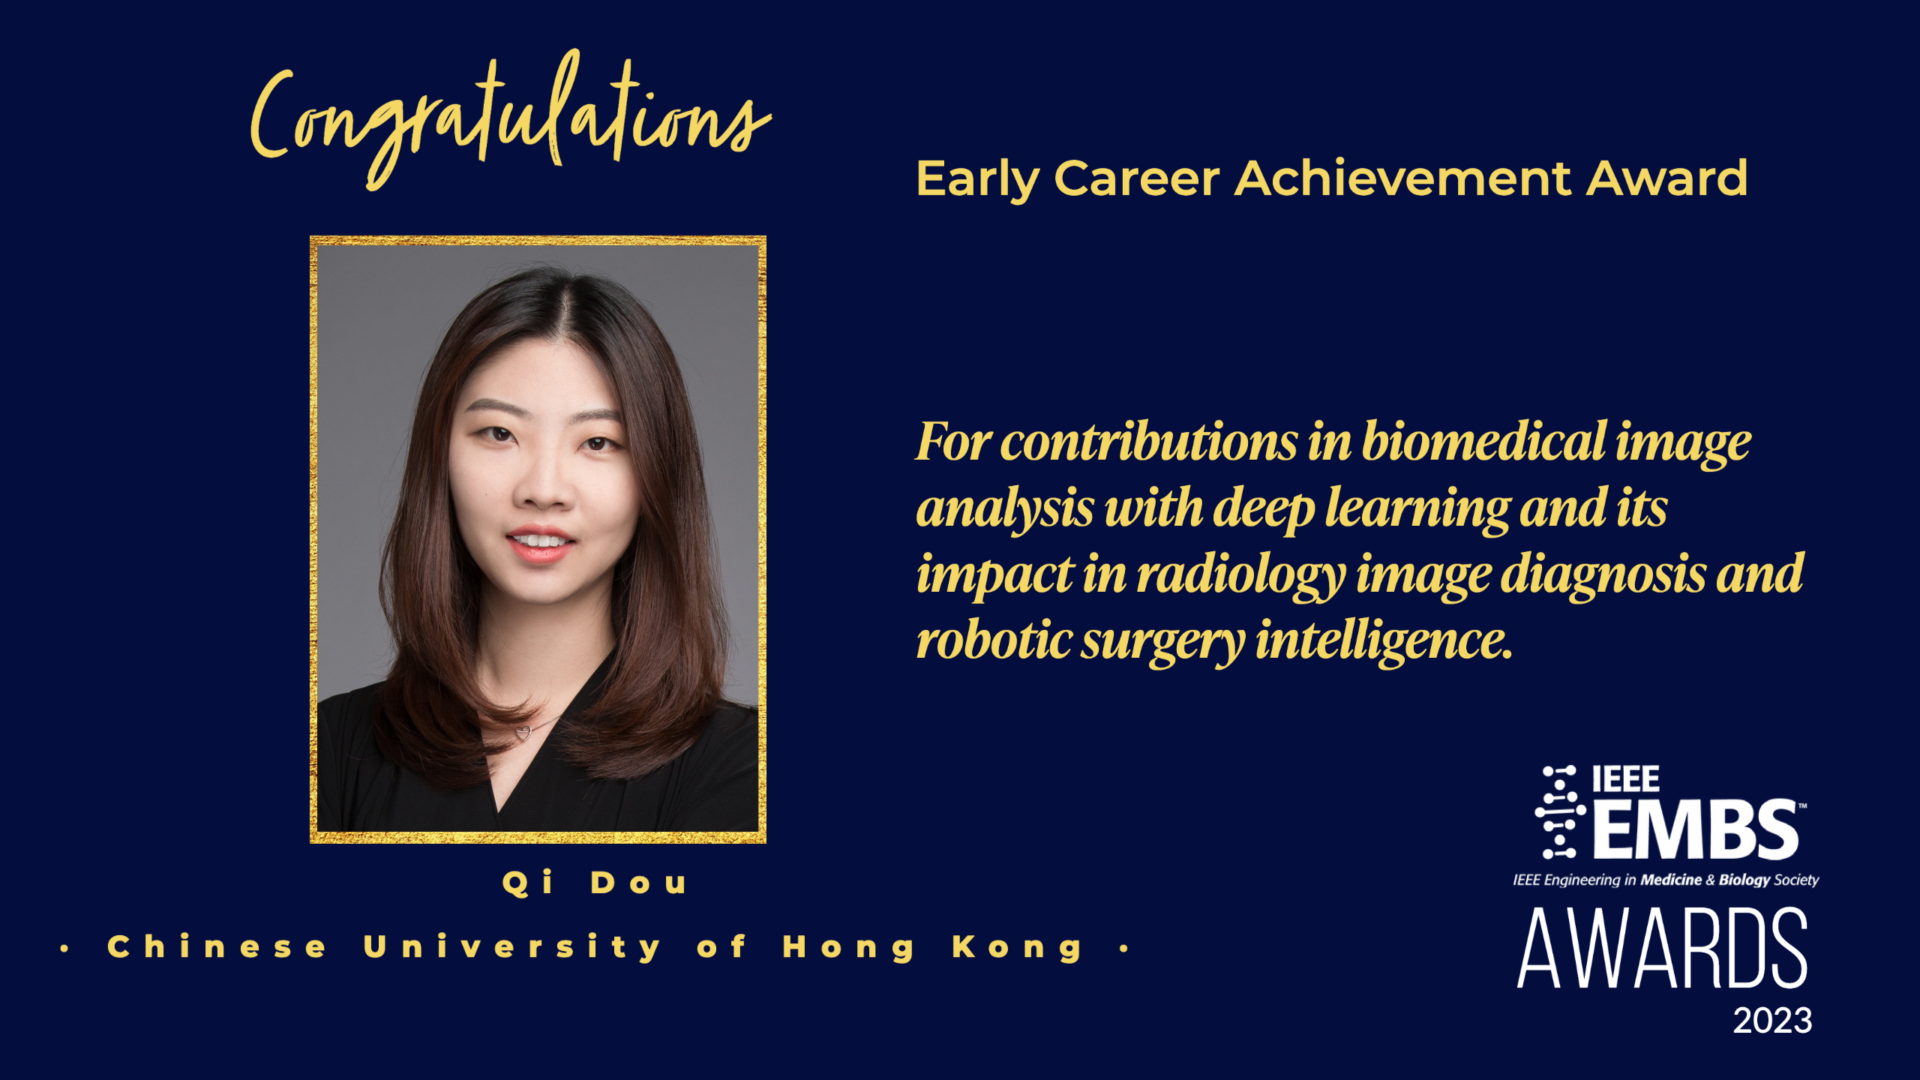 Congratulations
Early Career Achievement Award
For contributions in biomedical image
analysis with deep learning and its
impact in radiology image diagnosis and
robotic surgery intelligence.
Qi Dou
· Chinese University of Hong Kong ·
IEEE
EMBS™
IEEE Engineering in Medicine & Biology Society
AWARDS
2023